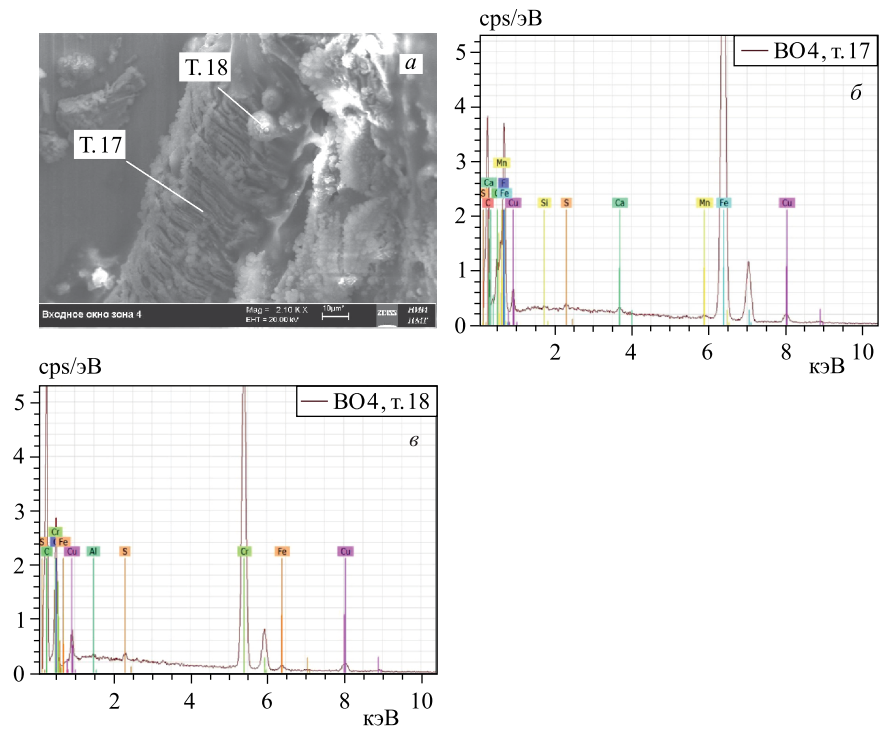 cps/эВ
а
Т. 18
Т. 17
Входное окно зона 4
Mag = 2.10 K X
EHT = 20.00 kV
10µm*
ZEISS
5
4
3
2
1
0
BO4, т.17
б
Mn
Ca
S
C
Fe
Cu
Si
S
Ca
Mn
Fe
Cu
2
4
6
8
10
кэВ
cps/эВ
5
4
3
2
1
0
BO4, т.18
в
Cr
S
Fe
C
Cu
Al
S
Cr
Fe
Cu
2
4
6
8
10
кэВ